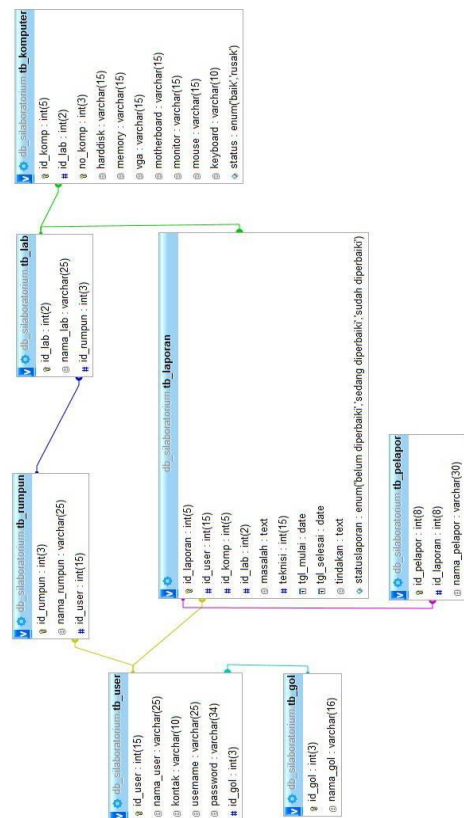 db_silaboratorium tb_user
id_user : int(15)
nama_user : varchar(25)
kontak : varchar(10)
username : varchar(25)
password : varchar(34)
id_gol : int(3)
db_silaboratorium tb_gol
id_gol : int(3)
nama_gol : varchar(16)
db_silaboratorium tb_rumpun
id_rumpun : int(3)
nama_rumpun : varchar(25)
id_user : int(15)
db_silaboratorium tb_laporan
id_laporan : int(5)
id_user : int(15)
id_komp : int(5)
id_lab : int(2)
masalah : text
teknisi : int(15)
tgl_mulai : date
tgl_selesai : date
tindakan : text
statuslaporan : enum('belum diperbaiki','sedang diperbaiki','sudah diperbaiki')
db_silaboratorium tb_pelapor
id_pelapor : int(8)
id_laporan : int(8)
nama_pelapor : varchar(30)
db_silaboratorium tb_lab
id_lab : int(2)
nama_lab : varchar(25)
id_rumpun : int(3)
db_silaboratorium tb_komputer
id_komp : int(5)
id_lab : int(2)
no_komp : int(3)
harddisk : varchar(15)
memory : varchar(15)
vga : varchar(15)
motherboard : varchar(15)
monitor : varchar(15)
mouse : varchar(15)
keyboard : varchar(10)
status : enum('baik','rusak')